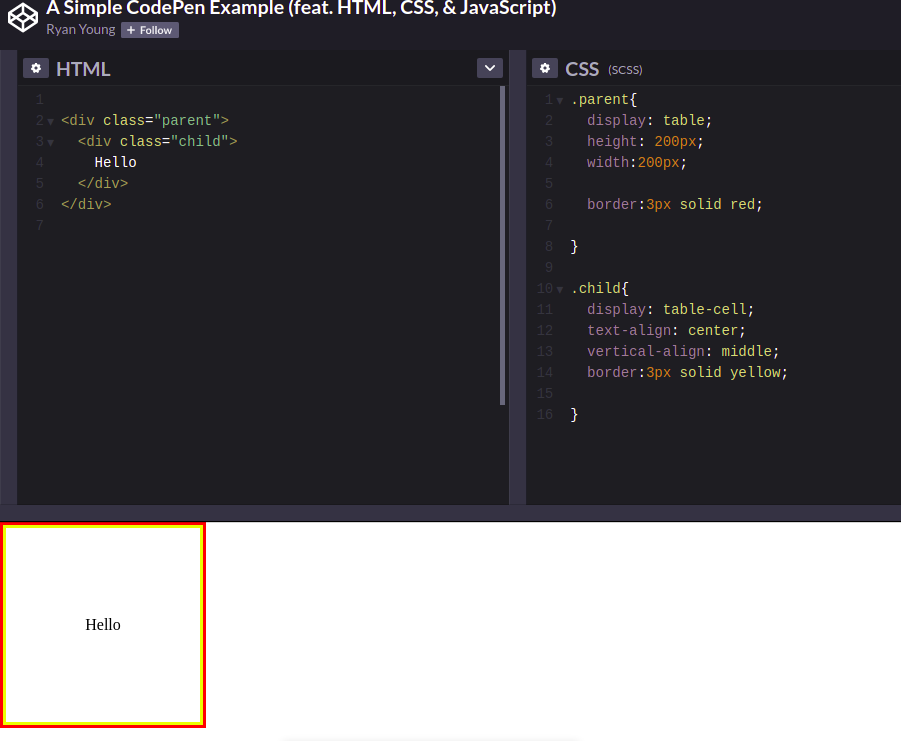 A Simple CodePen Example (feat. HTML, CSS, & JavaScript)
Ryan Young + Follow
HTML
1
2 <div class="parent">
3 <div class="child">
4 Hello
5 </div>
6 </div>
7
CSS (SCSS)
1 .parent{
2 display: table;
3 height: 200px;
4 width:200px;
5
6 border:3px solid red;
7
8 }
9
10 .child{
11 display: table-cell;
12 text-align: center;
13 vertical-align: middle;
14 border:3px solid yellow;
15
16 }
Hello